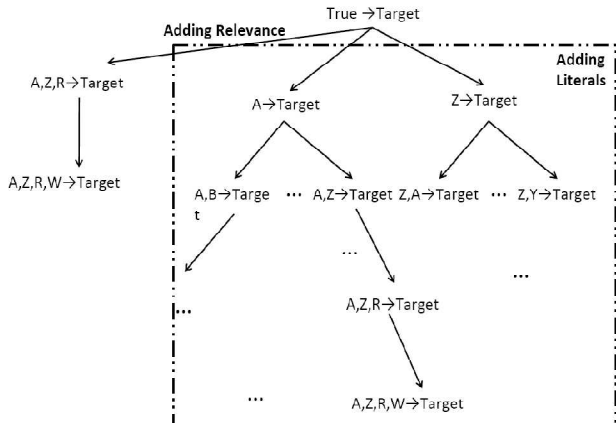 True →Target
Adding Relevance
Adding
Literals
A,Z,R→Target
A→Target
Z→Target
A,Z,R,W→Target
A,B→Targe
t
...
A,Z→Target
Z,A→Target
...
Z,Y→Target
...
...
...
A,Z,R→Target
...
A,Z,R,W→Target